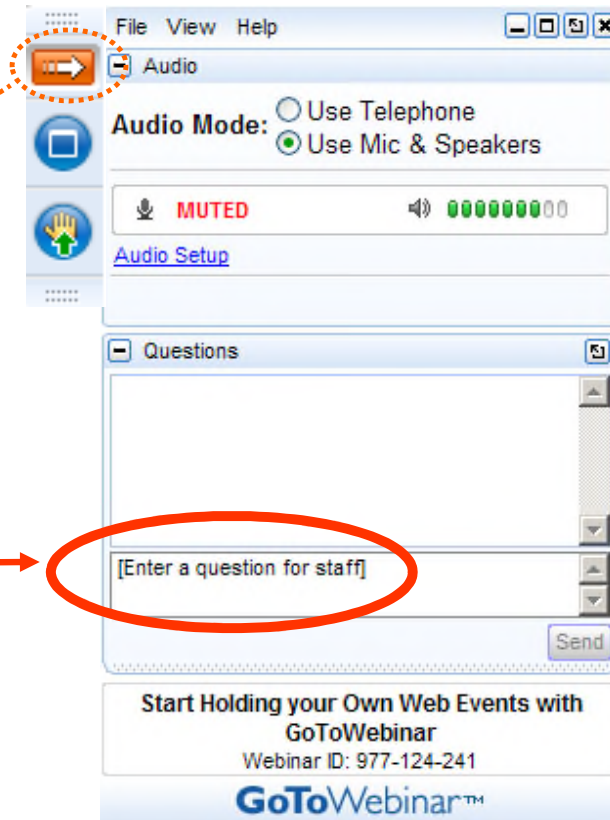 File View Help
Audio
Audio Mode:
Use Telephone
Use Mic & Speakers
MUTED
Audio Setup
Questions
[Enter a question for staff]
Send
Start Holding your Own Web Events with
GoToWebinar
Webinar ID: 977-124-241
GoToWebinar™